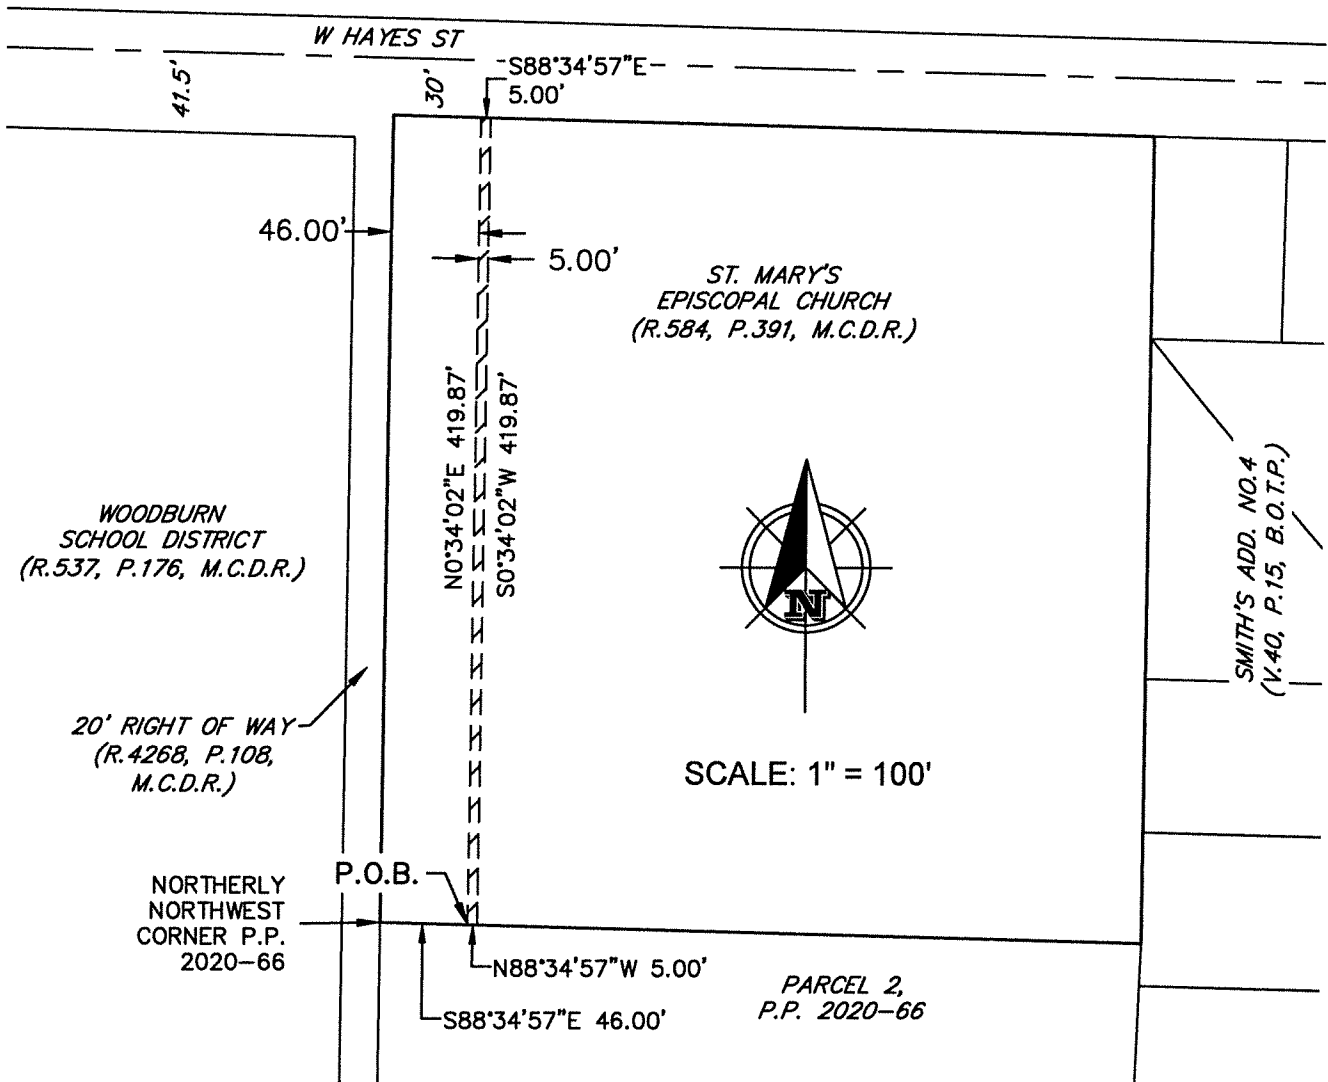 W HAYES ST
41.5'
30'
S88°34'57"E
5.00'
46.00'
5.00'
ST. MARY'S
EPISCOPAL CHURCH
(R.584, P.391, M.C.D.R.)
N0°34'02"E 419.87'
S0°34'02"W 419.87'
WOODBURN
SCHOOL DISTRICT
(R.537, P.176, M.C.D.R.)
N
SMITH'S ADD. NO.4
(V.40, P.15, B.O.T.P.)
20' RIGHT OF WAY
(R.4268, P.108,
M.C.D.R.)
SCALE: 1" = 100'
P.O.B.
NORTHERLY
NORTHWEST
CORNER P.P.
2020-66
N88°34'57"W 5.00'
S88°34'57"E 46.00'
PARCEL 2,
P.P. 2020-66